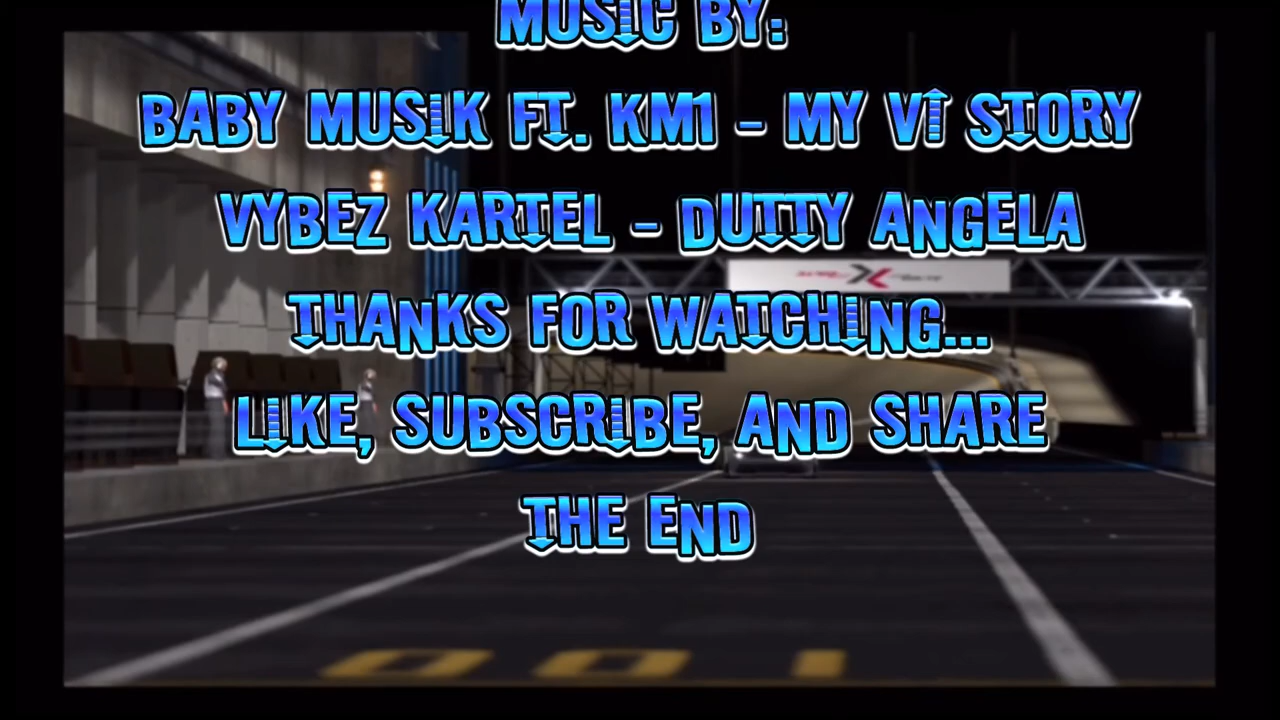 MUSIC BY:
BABY MUSIK FT. KM1 - MY VI STORY
VYBEZ KARTEL - DUTTY ANGELA
THANKS FOR WATCHING...
LIKE, SUBSCRIBE, AND SHARE
THE END
001